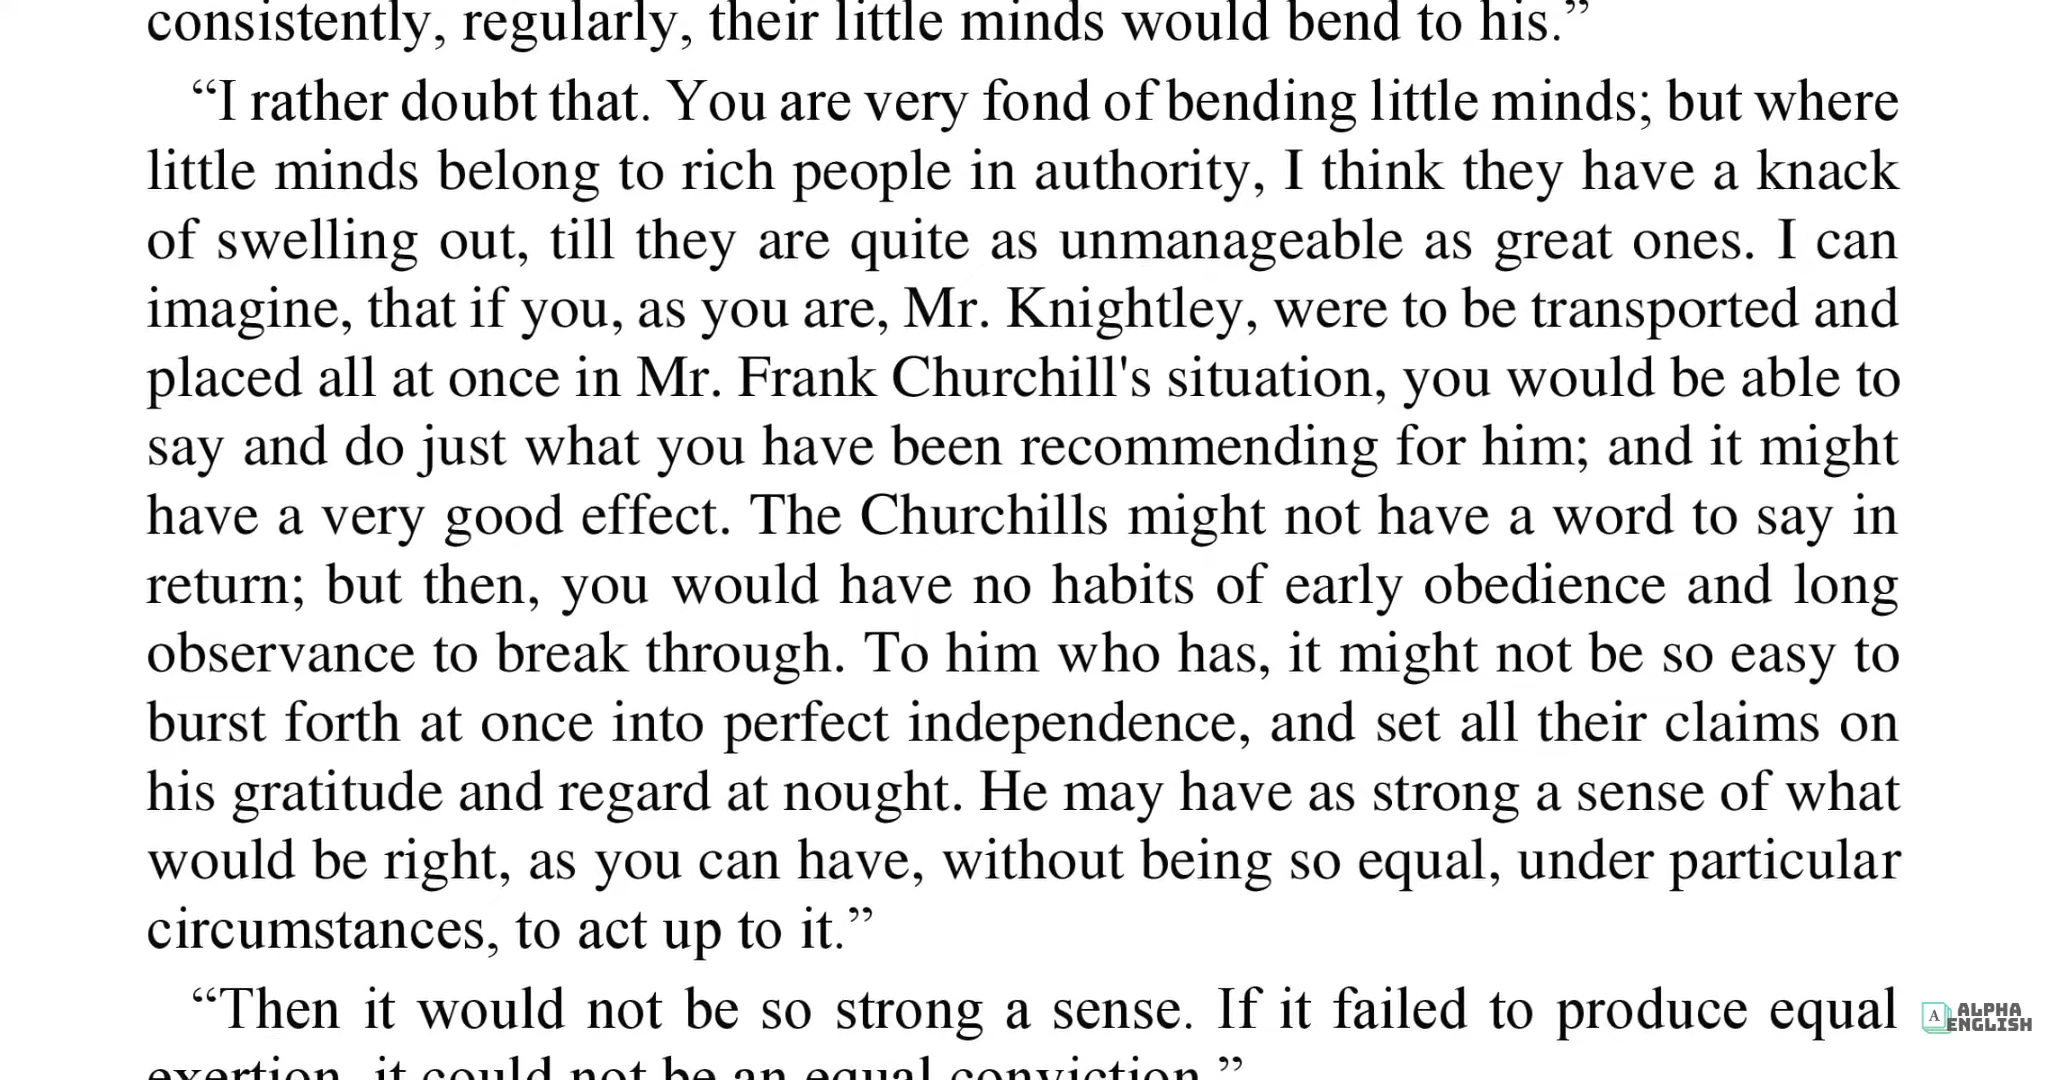 consistently, regularly, their little minds would bend to his.”
“I rather doubt that. You are very fond of bending little minds; but where
little minds belong to rich people in authority, I think they have a knack
of swelling out, till they are quite as unmanageable as great ones. I can
imagine, that if you, as you are, Mr. Knightley, were to be transported and
placed all at once in Mr. Frank Churchill's situation, you would be able to
say and do just what you have been recommending for him; and it might
have a very good effect. The Churchills might not have a word to say in
return; but then, you would have no habits of early obedience and long
observance to break through. To him who has, it might not be so easy to
burst forth at once into perfect independence, and set all their claims on
his gratitude and regard at nought. He may have as strong a sense of what
would be right, as you can have, without being so equal, under particular
circumstances, to act up to it.”
“Then it would not be so strong a sense. If it failed to produce equal
exertion, it could not be an equal conviction.”
A ALPHA
ENGLISH